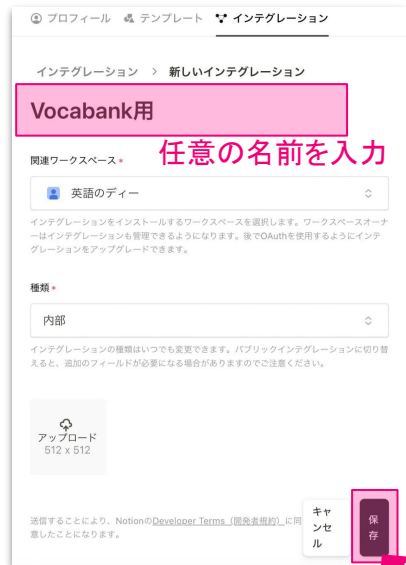 プロフィール テンプレート インテグレーション
インテグレーション > 新しいインテグレーション
Vocabank用
任意の名前を入力
関連ワークスペース *
英語のディー
インテグレーションをインストールするワークスペースを選択します。ワークスペースオーナ
ーはインテグレーションも管理できるようになります。後でOAuthを使用するようにインテ
グレーションをアップグレードできます。
種類 *
内部
インテグレーションの種類はいつでも変更できます。パブリックインテグレーションに切り替
えると、追加のフィールドが必要になる場合がありますのでご注意ください。
アップロード
512 x 512
送信することにより、NotionのDeveloper Terms（開発者規約）に同
意したことになります。
キャ
ンセ
ル
保
存